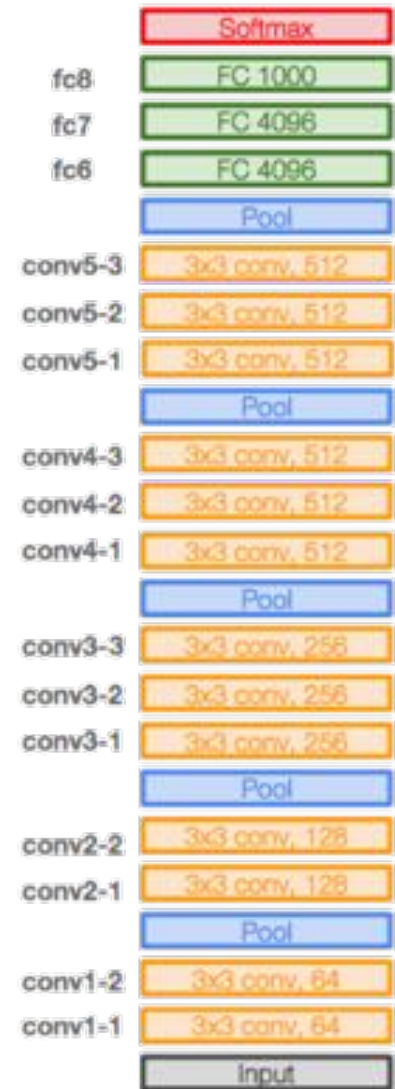 Softmax
fc8 FC 1000
fc7 FC 4096
fc6 FC 4096
Pool
conv5-3 3x3 conv, 512
conv5-2 3x3 conv, 512
conv5-1 3x3 conv, 512
Pool
conv4-3 3x3 conv, 512
conv4-2 3x3 conv, 512
conv4-1 3x3 conv, 512
Pool
conv3-3 3x3 conv, 256
conv3-2 3x3 conv, 256
conv3-1 3x3 conv, 256
Pool
conv2-2 3x3 conv, 128
conv2-1 3x3 conv, 128
Pool
conv1-2 3x3 conv, 64
conv1-1 3x3 conv, 64
Input